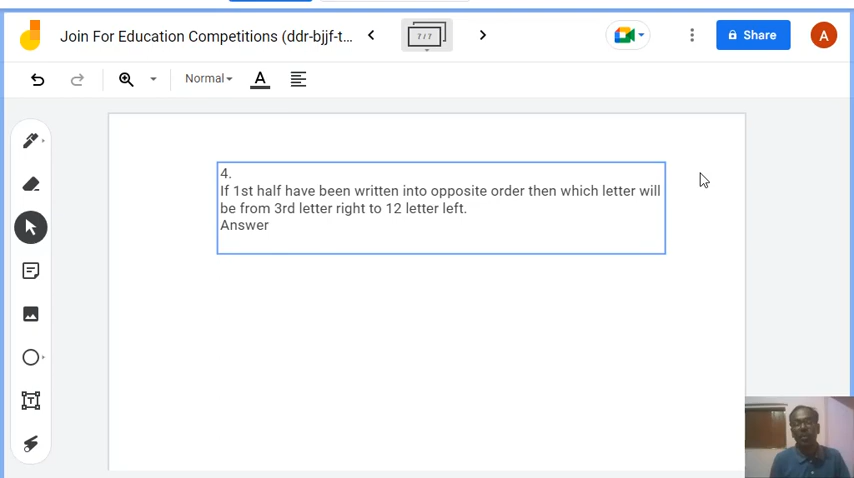 Join For Education Competitions (ddr-bjjf-t...
7 / 7
Share
A
Normal
A
4.
If 1st half have been written into opposite order then which letter will
be from 3rd letter right to 12 letter left.
Answer
T